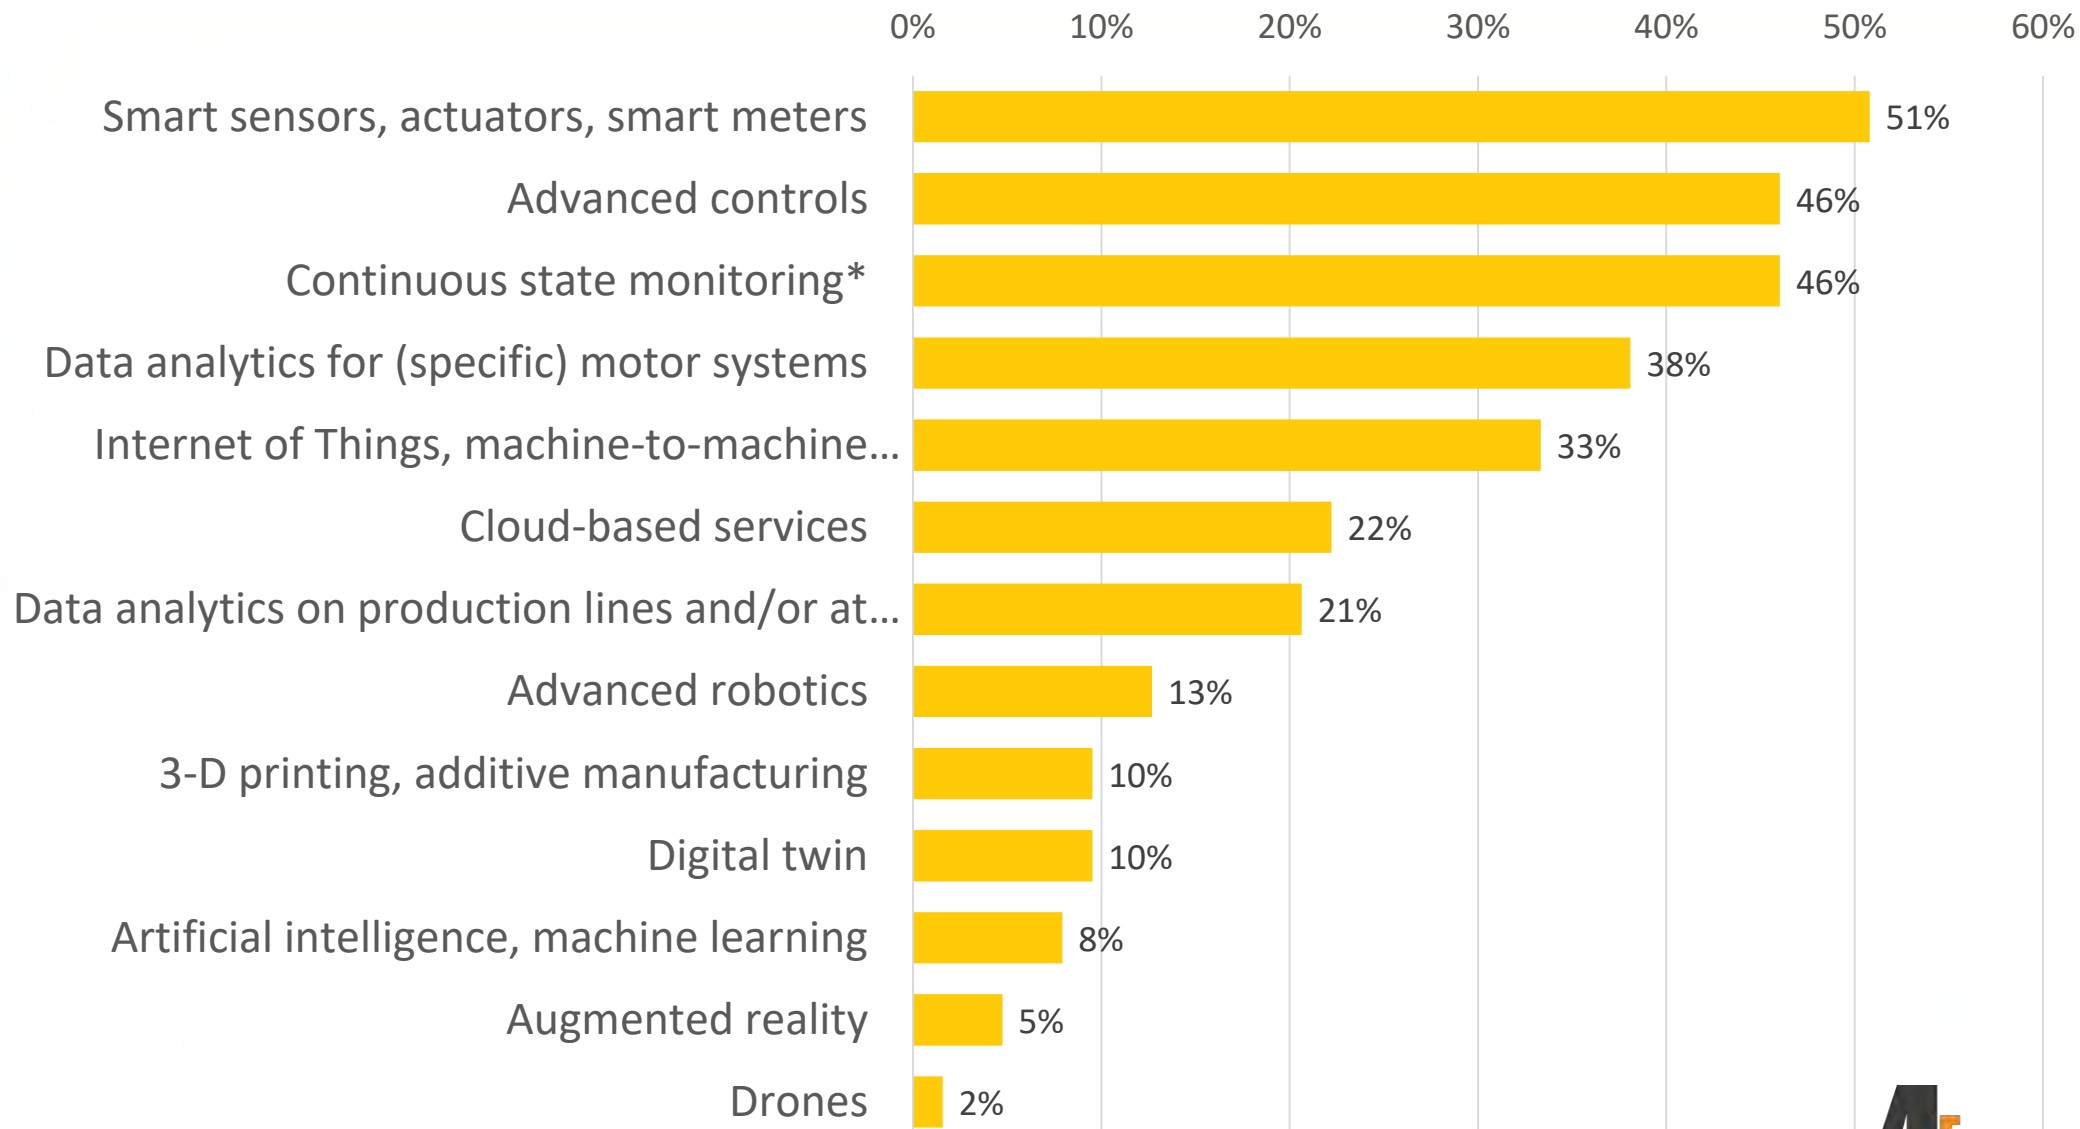 0% 10% 20% 30% 40% 50% 60%
Smart sensors, actuators, smart meters 51%
Advanced controls 46%
Continuous state monitoring* 46%
Data analytics for (specific) motor systems 38%
Internet of Things, machine-to-machine... 33%
Cloud-based services 22%
Data analytics on production lines and/or at... 21%
Advanced robotics 13%
3-D printing, additive manufacturing 10%
Digital twin 10%
Artificial intelligence, machine learning 8%
Augmented reality 5%
Drones 2%